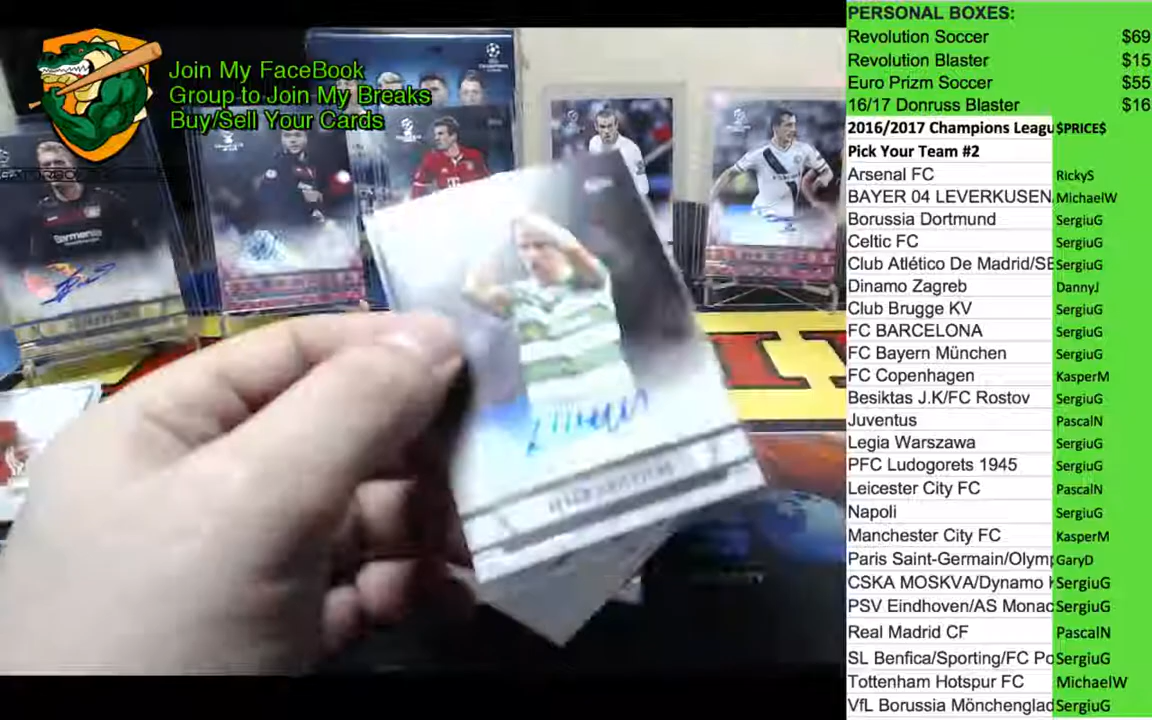 Join My FaceBook
Group to Join My Breaks
Buy/Sell Your Cards
PERSONAL BOXES:
Revolution Soccer $69
Revolution Blaster $15
Euro Prizm Soccer $55
16/17 Donruss Blaster $16
2016/2017 Champions Leagu $PRICE$
Pick Your Team #2
Arsenal FC RickyS
BAYER 04 LEVERKUSEN MichaelW
Borussia Dortmund SergiuG
Celtic FC SergiuG
Club Atlético De Madrid/SE SergiuG
Dinamo Zagreb DannyJ
Club Brugge KV SergiuG
FC BARCELONA SergiuG
FC Bayern München SergiuG
FC Copenhagen KasperM
Besiktas J.K/FC Rostov SergiuG
Juventus PascalN
Legia Warszawa SergiuG
PFC Ludogorets 1945 SergiuG
Leicester City FC PascalN
Napoli SergiuG
Manchester City FC KasperM
Paris Saint-Germain/Olym GaryD
CSKA MOSKVA/Dynamo SergiuG
PSV Eindhoven/AS Monac SergiuG
Real Madrid CF PascalN
SL Benfica/Sporting/FC Po SergiuG
Tottenham Hotspur FC MichaelW
VfL Borussia Mönchenglad SergiuG